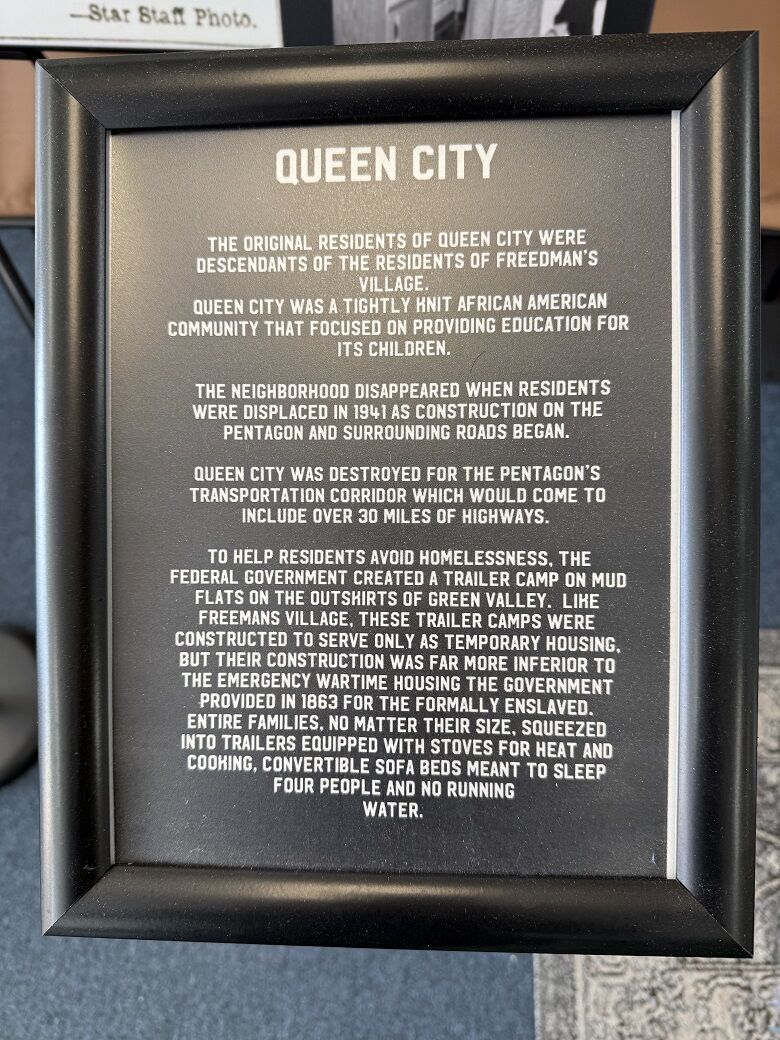 —Star Staff Photo.
QUEEN CITY
THE ORIGINAL RESIDENTS OF QUEEN CITY WERE
DESCENDANTS OF THE RESIDENTS OF FREEDMAN'S
VILLAGE.
QUEEN CITY WAS A TIGHTLY KNIT AFRICAN AMERICAN
COMMUNITY THAT FOCUSED ON PROVIDING EDUCATION FOR
ITS CHILDREN.
THE NEIGHBORHOOD DISAPPEARED WHEN RESIDENTS
WERE DISPLACED IN 1941 AS CONSTRUCTION ON THE
PENTAGON AND SURROUNDING ROADS BEGAN.
QUEEN CITY WAS DESTROYED FOR THE PENTAGON'S
TRANSPORTATION CORRIDOR WHICH WOULD COME TO
INCLUDE OVER 30 MILES OF HIGHWAYS.
TO HELP RESIDENTS AVOID HOMELESSNESS, THE
FEDERAL GOVERNMENT CREATED A TRAILER CAMP ON MUD
FLATS ON THE OUTSKIRTS OF GREEN VALLEY. LIKE
FREEMANS VILLAGE, THESE TRAILER CAMPS WERE
CONSTRUCTED TO SERVE ONLY AS TEMPORARY HOUSING,
BUT THEIR CONSTRUCTION WAS FAR MORE INFERIOR TO
THE EMERGENCY WARTIME HOUSING THE GOVERNMENT
PROVIDED IN 1863 FOR THE FORMALLY ENSLAVED.
ENTIRE FAMILIES, NO MATTER THEIR SIZE, SQUEEZED
INTO TRAILERS EQUIPPED WITH STOVES FOR HEAT AND
COOKING, CONVERTIBLE SOFA BEDS MEANT TO SLEEP
FOUR PEOPLE AND NO RUNNING
WATER.